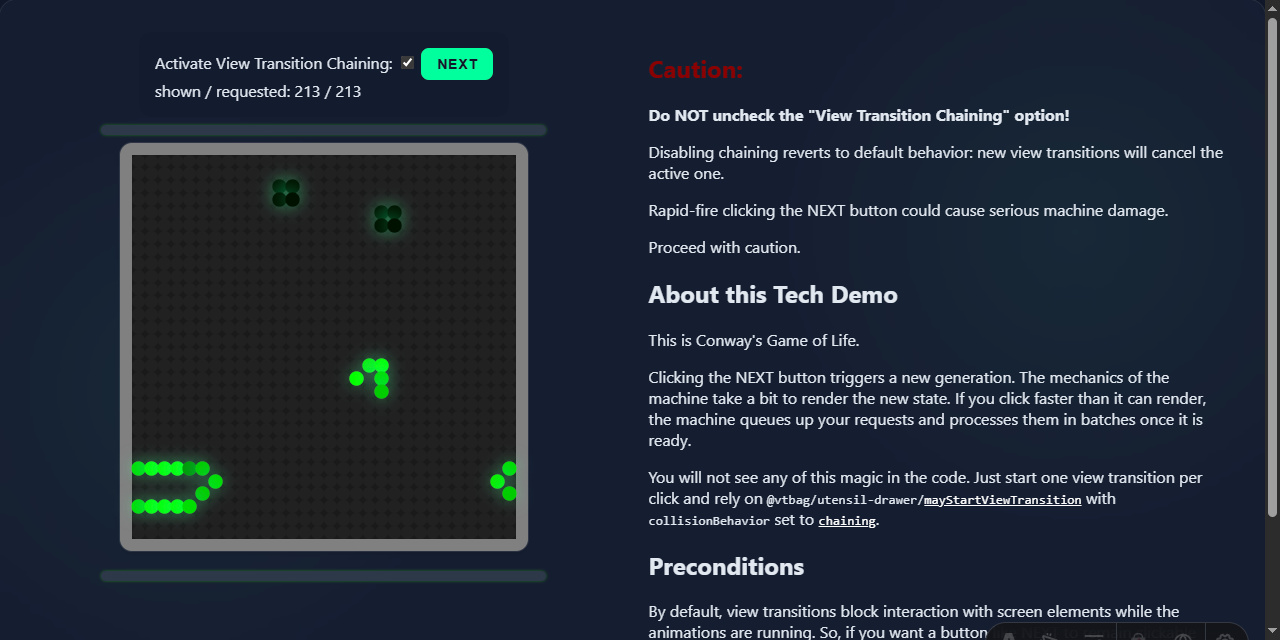 Activate View Transition Chaining:
NEXT
shown / requested: 213 / 213
Caution:
Do NOT uncheck the "View Transition Chaining" option!
Disabling chaining reverts to default behavior: new view transitions will cancel the
active one.
Rapid-fire clicking the NEXT button could cause serious machine damage.
Proceed with caution.
About this Tech Demo
This is Conway's Game of Life.
Clicking the NEXT button triggers a new generation. The mechanics of the
machine take a bit to render the new state. If you click faster than it can render,
the machine queues up your requests and processes them in batches once it is
ready.
You will not see any of this magic in the code. Just start one view transition per
click and rely on @vtbag/utensil-drawer/mayStartViewTransition with
collisionBehavior set to chaining.
Preconditions
By default, view transitions block interaction with screen elements while the
animations are running. So, if you want a button